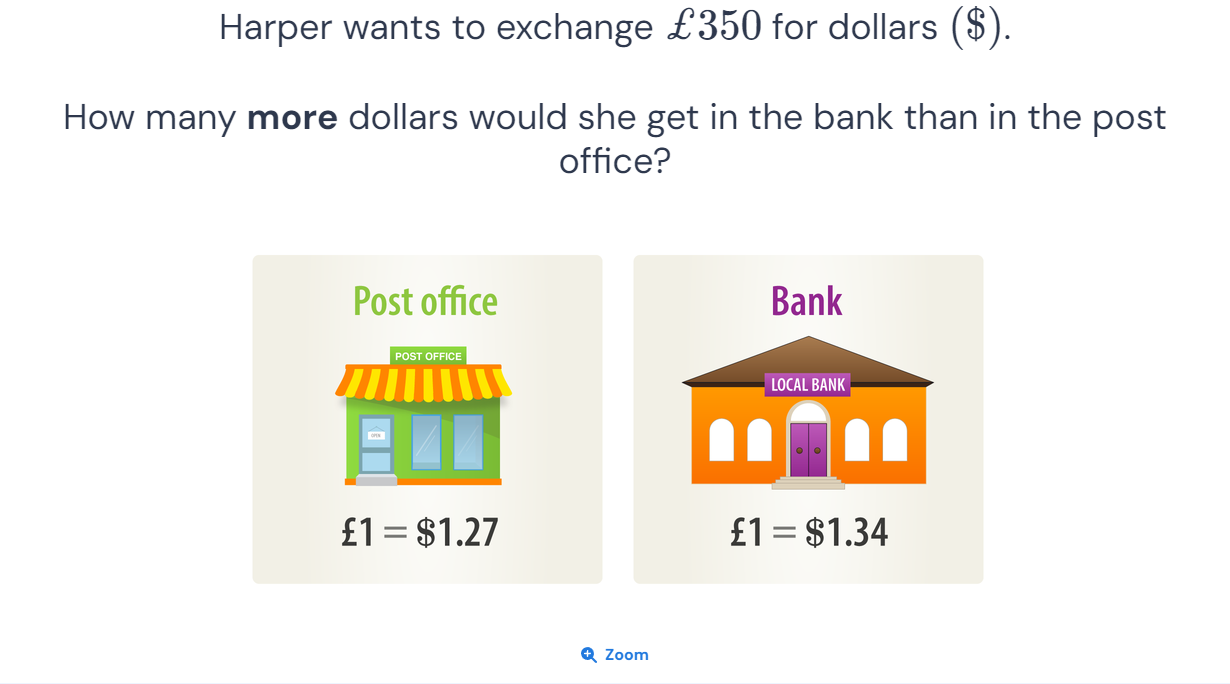 Harper wants to exchange £350 for dollars ($).
How many more dollars would she get in the bank than in the post
office?
Post office
POST OFFICE
OPEN
£1 = $1.27
Bank
LOCAL BANK
£1 = $1.34
Zoom